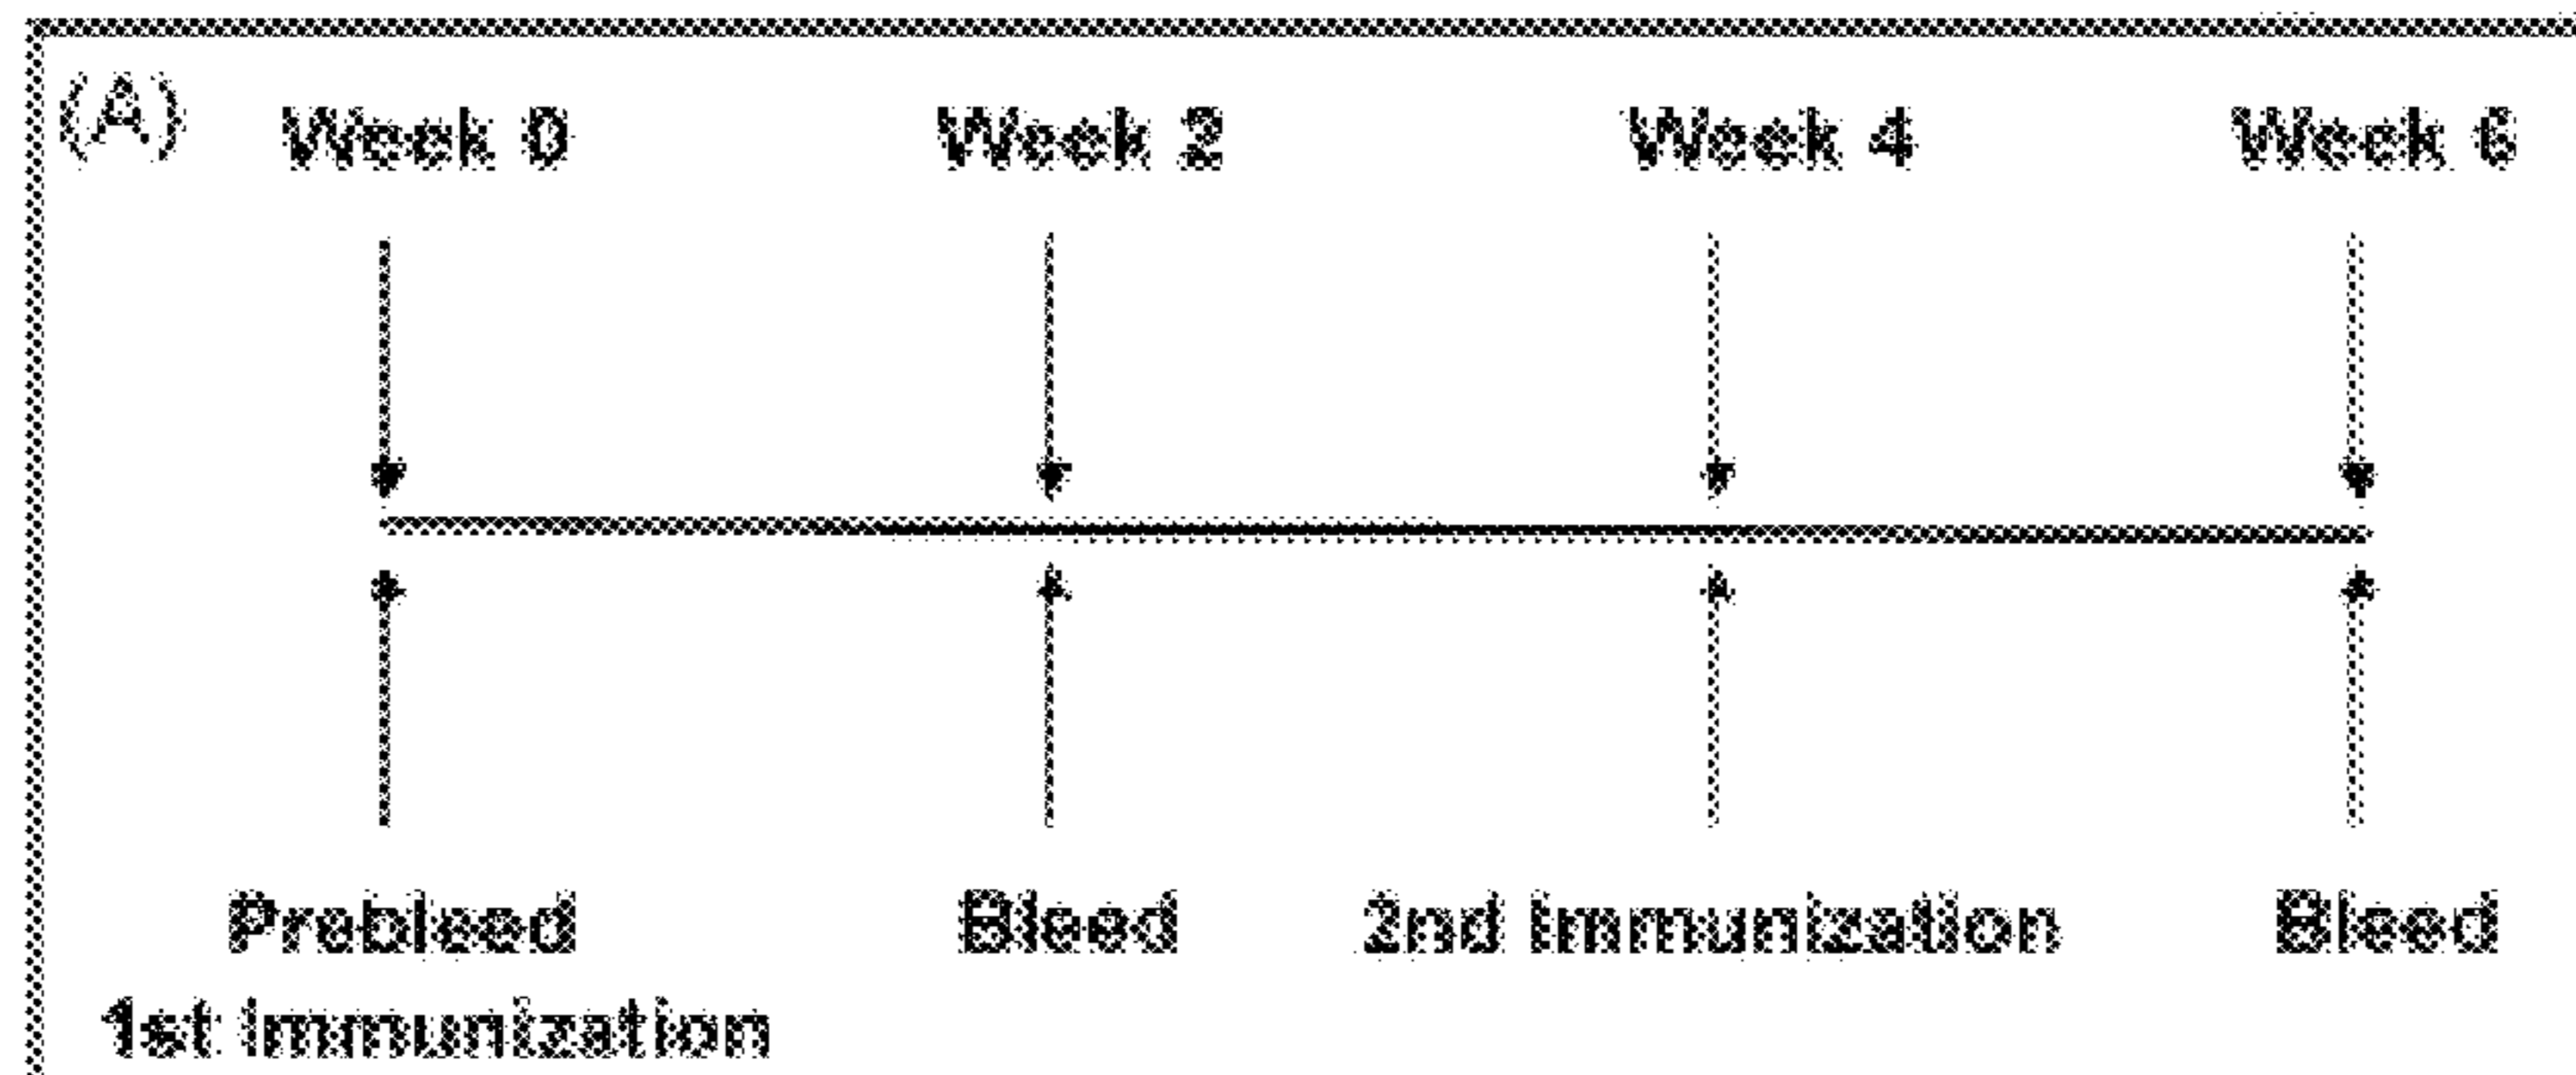 (A) Week 0 Week 2 Week 4 Week 6
Prebleed Bleed 2nd Immunization Bleed
1st Immunization